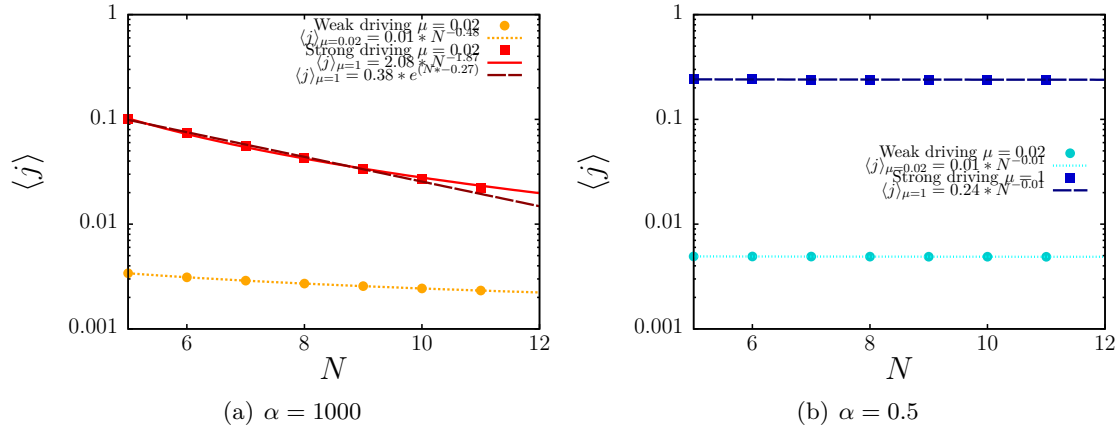 1
0.1
0.01
0.001
⟨j⟩
6 8 10 12
N
Weak driving μ = 0.02
⟨j⟩μ=0.02 = 0.01 * N^−0.48
Strong driving μ = 0.02
⟨j⟩μ=1 = 2.08 * N^−1.87
⟨j⟩μ=1 = 0.38 * e^(N*−0.27)
(a) α = 1000
1
0.1
0.01
0.001
⟨j⟩
6 8 10 12
N
Weak driving μ = 0.02
⟨j⟩μ=0.02 = 0.01 * N^−0.01
Strong driving μ = 1
⟨j⟩μ=1 = 0.24 * N^−0.01
(b) α = 0.5